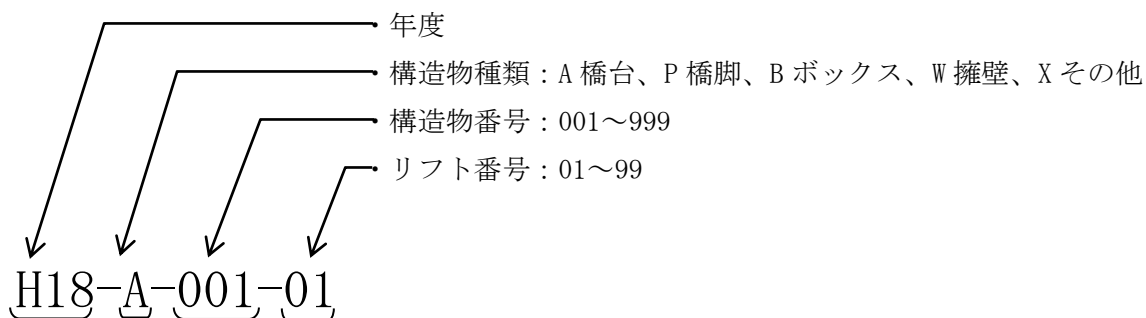 ・年度
・構造物種類：A 橋台、P 橋脚、B ボックス、W 擁壁、X その他
・構造物番号：001～999
・リフト番号：01～99
H18-A-001-01